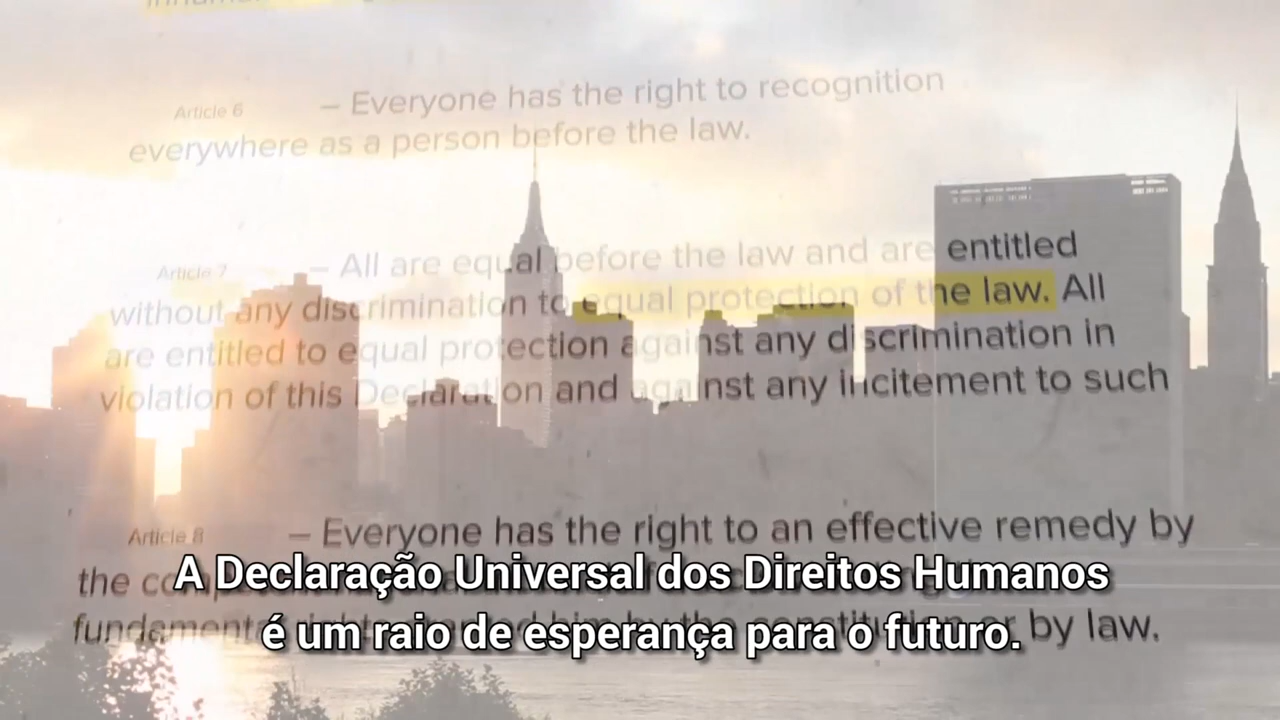 Article 6 – Everyone has the right to recognition
everywhere as a person before the law.
Article 7 – All are equal before the law and are entitled
without any discrimination to equal protection of the law. All
are entitled to equal protection against any discrimination in
violation of this Declaration and against any incitement to such
Article 8 – Everyone has the right to an effective remedy by
the
A Declaração Universal dos Direitos Humanos
by law.
é um raio de esperança para o futuro.